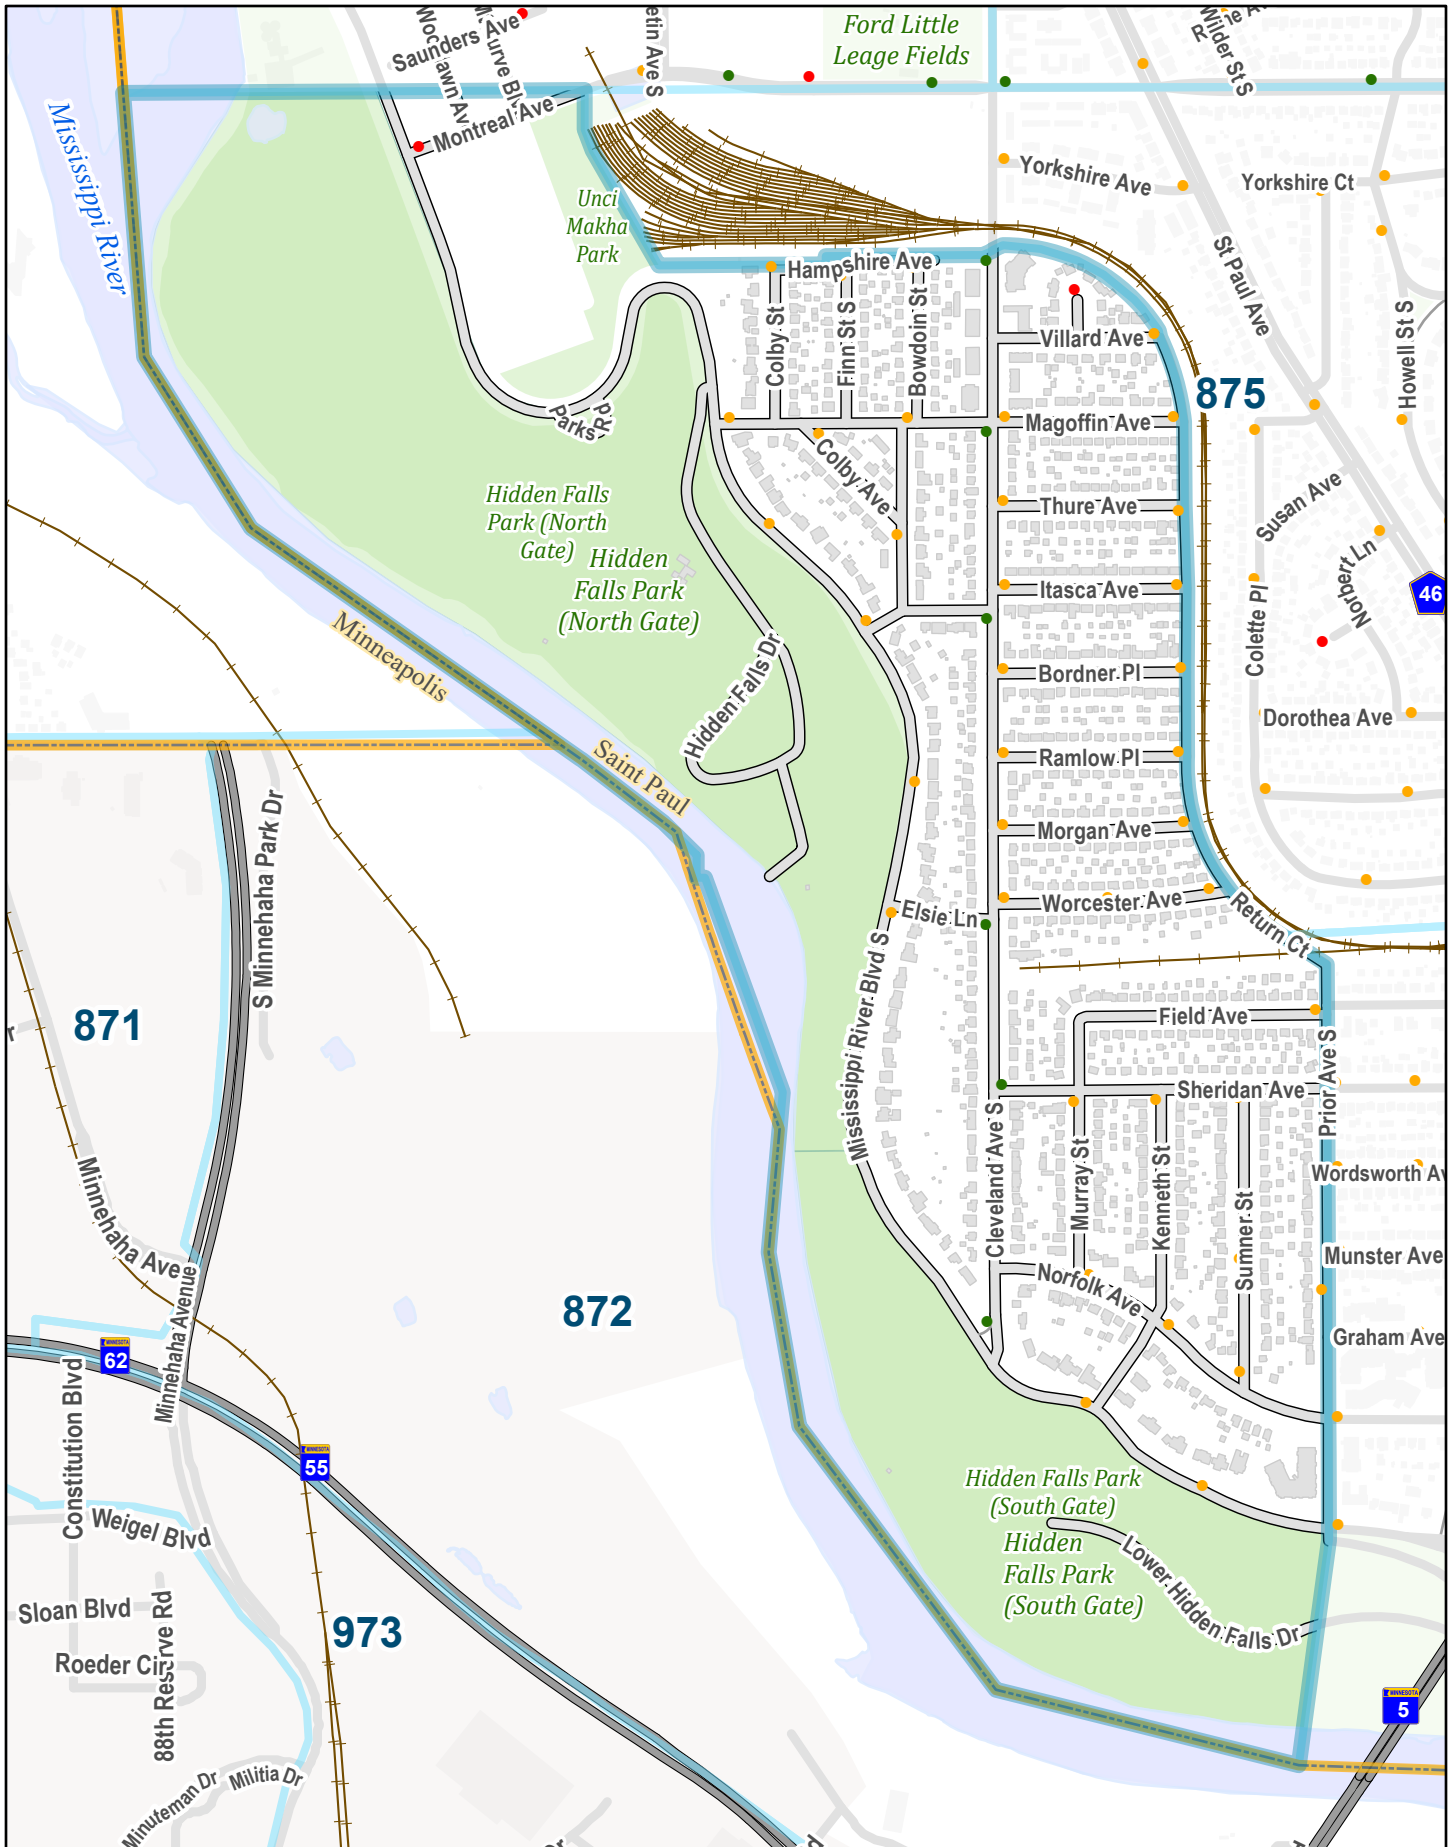 Saunders Ave
Ford Little
Leage Fields
Wilder St S
Montreal Ave
Mississippi River
Yorkshire Ave
Yorkshire Ct
Unci
Makha
Park
St Paul Ave
Hampshire Ave
Colby St
Finn St S
Bowdoin St
Villard Ave
Howell St S
875
Parks Rd
Magoffin Ave
Colby Ave
Hidden Falls
Park (North
Gate)
Thure Ave
Susan Ave
Hidden
Falls Park
(North Gate)
Itasca Ave
Norbert Ln
46
Colette Pl
Minneapolis
Bordner Pl
Hidden Falls Dr
Dorothea Ave
Saint Paul
Ramlow Pl
S Minnehaha Park Dr
Morgan Ave
Elsie Ln
Worcester Ave
Return Ct
Mississippi River Blvd S
871
Field Ave
Sheridan Ave
Prior Ave S
Cleveland Ave S
Murray St
Kenneth St
Sumner St
Wordsworth Av
Minnehaha Ave
Munster Ave
Norfolk Ave
872
Minnehaha Avenue
Graham Ave
MINNESOTA
62
Constitution Blvd
MINNESOTA
55
Hidden Falls Park
(South Gate)
Weigel Blvd
Hidden
Falls Park
(South Gate)
Lower Hidden Falls Dr
Sloan Blvd
88th Reserve Rd
973
Roeder Cir
MINNESOTA
5
Minuteman Dr
Militia Dr